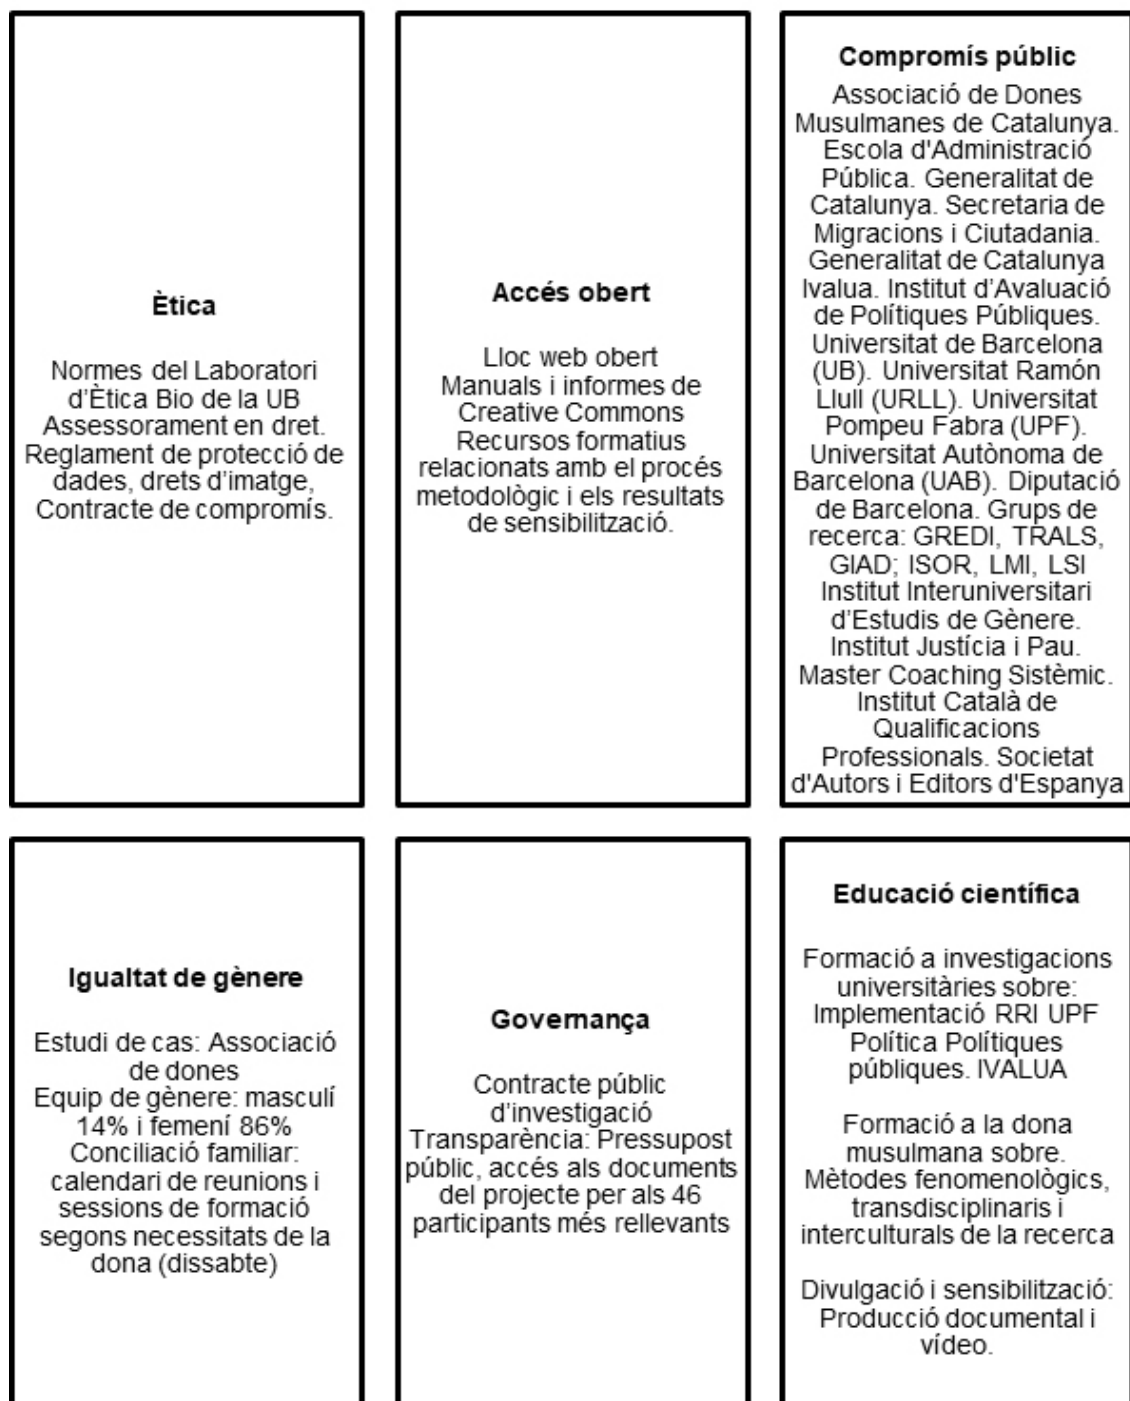 Ètica
Normes del Laboratori
d'Ètica Bio de la UB
Assessorament en dret.
Reglament de protecció de
dades, drets d'imatge,
Contracte de compromís.
Accés obert
Lloc web obert
Manuals i informes de
Creative Commons
Recursos formatius
relacionats amb el procés
metodològic i els resultats
de sensibilització.
Compromís públic
Associació de Dones
Musulmanes de Catalunya.
Escola d'Administració
Pública. Generalitat de
Catalunya. Secretaria de
Migracions i Ciutadania.
Generalitat de Catalunya
Ivalua. Institut d'Avaluació
de Polítiques Públiques.
Universitat de Barcelona
(UB). Universitat Ramón
Llull (URLL). Universitat
Pompeu Fabra (UPF).
Universitat Autònoma de
Barcelona (UAB). Diputació
de Barcelona. Grups de
recerca: GREDI, TRALS,
GIAD; ISOR, LMI, LSI
Institut Interuniversitari
d'Estudis de Gènere.
Institut Justícia i Pau.
Master Coaching Sistèmic.
Institut Català de
Qualificacions
Professionals. Societat
d'Autors i Editors d'Espanya
Igualtat de gènere
Estudi de cas: Associació
de dones
Equip de gènere: masculí
14% i femení 86%
Conciliació familiar:
calendari de reunions i
sessions de formació
segons necessitats de la
dona (dissabte)
Governança
Contracte públic
d'investigació
Transparència: Pressupost
públic, accés als documents
del projecte per als 46
participants més rellevants
Educació científica
Formació a investigacions
universitàries sobre:
Implementació RRI UPF
Política Polítiques
públiques. IVALUA
Formació a la dona
musulmana sobre.
Mètodes fenomenològics,
transdisciplinaris i
interculturals de la recerca
Divulgació i sensibilització:
Producció documental i
vídeo.